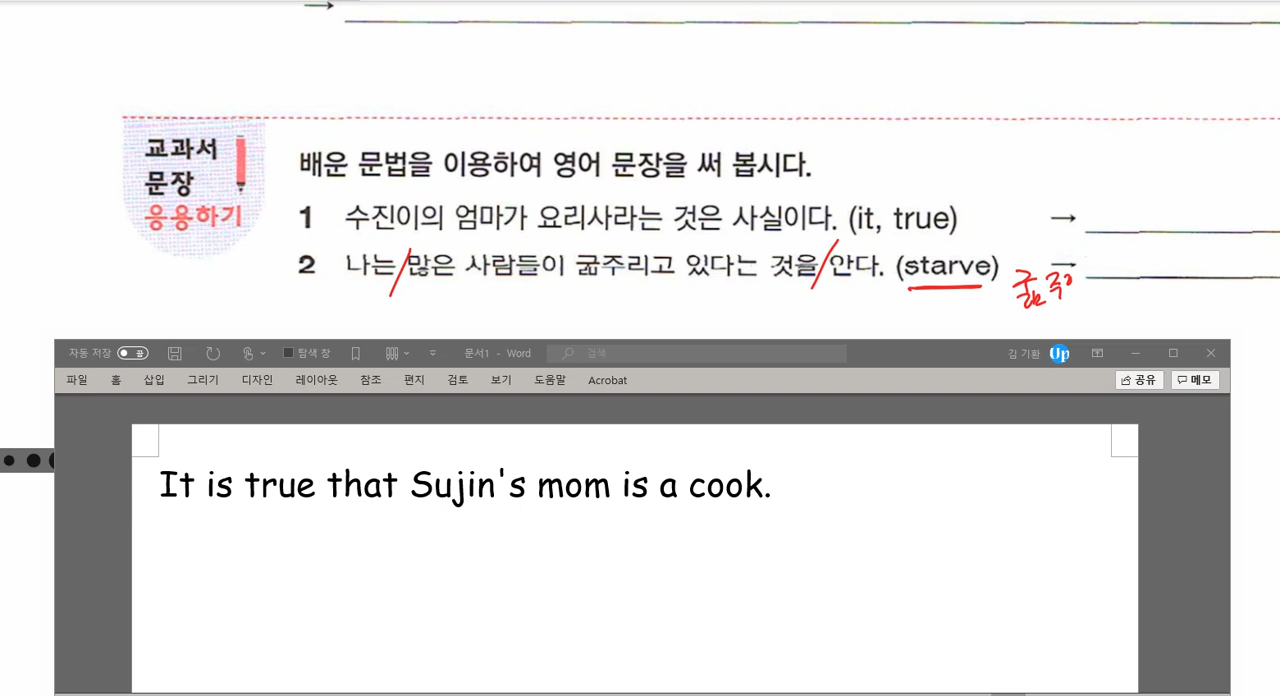 →
교과서
문장
응용하기
배운 문법을 이용하여 영어 문장을 써 봅시다.
1 수진이의 엄마가 요리사라는 것은 사실이다. (it, true) →
2 나는/많은 사람들이 굶주리고 있다는 것을/안다. (starve) →
자동 저장 끔 탐색 창 문서1 - Word 검색 김 기환 Up
파일 홈 삽입 그리기 디자인 레이아웃 참조 편지 검토 보기 도움말 Acrobat 공유 메모
It is true that Sujin's mom is a cook.